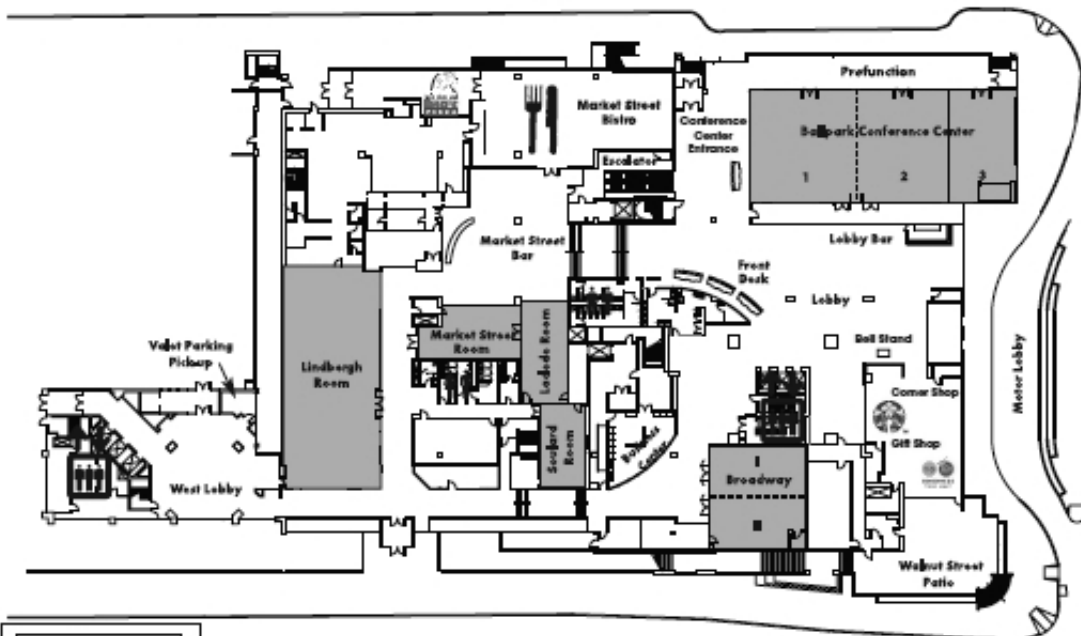 Prefunction
Market Street
Bistro
Conference
Center
Entrance
Ballpark Conference Center
1
2
3
Escalator
Market Street
Bar
Lobby Bar
Front
Desk
Lobby
Bell Stand
Motor Lobby
Valet Parking
Pickup
Lindbergh
Room
Market Street
Room
Laclede Room
Corner Shop
Gift Shop
Soulard
Room
Business
Center
I
Broadway
II
West Lobby
Walnut Street
Patio